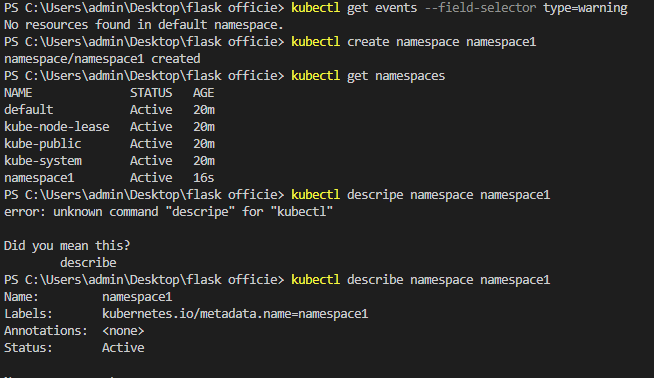 PS C:\Users\admin\Desktop\flask officie> kubectl get events --field-selector type=warning
No resources found in default namespace.
PS C:\Users\admin\Desktop\flask officie> kubectl create namespace namespace1
namespace/namespace1 created
PS C:\Users\admin\Desktop\flask officie> kubectl get namespaces
NAME STATUS AGE
default Active 20m
kube-node-lease Active 20m
kube-public Active 20m
kube-system Active 20m
namespace1 Active 16s
PS C:\Users\admin\Desktop\flask officie> kubectl descripe namespace namespace1
error: unknown command "descripe" for "kubectl"
Did you mean this?
describe
PS C:\Users\admin\Desktop\flask officie> kubectl describe namespace namespace1
Name: namespace1
Labels: kubernetes.io/metadata.name=namespace1
Annotations: <none>
Status: Active